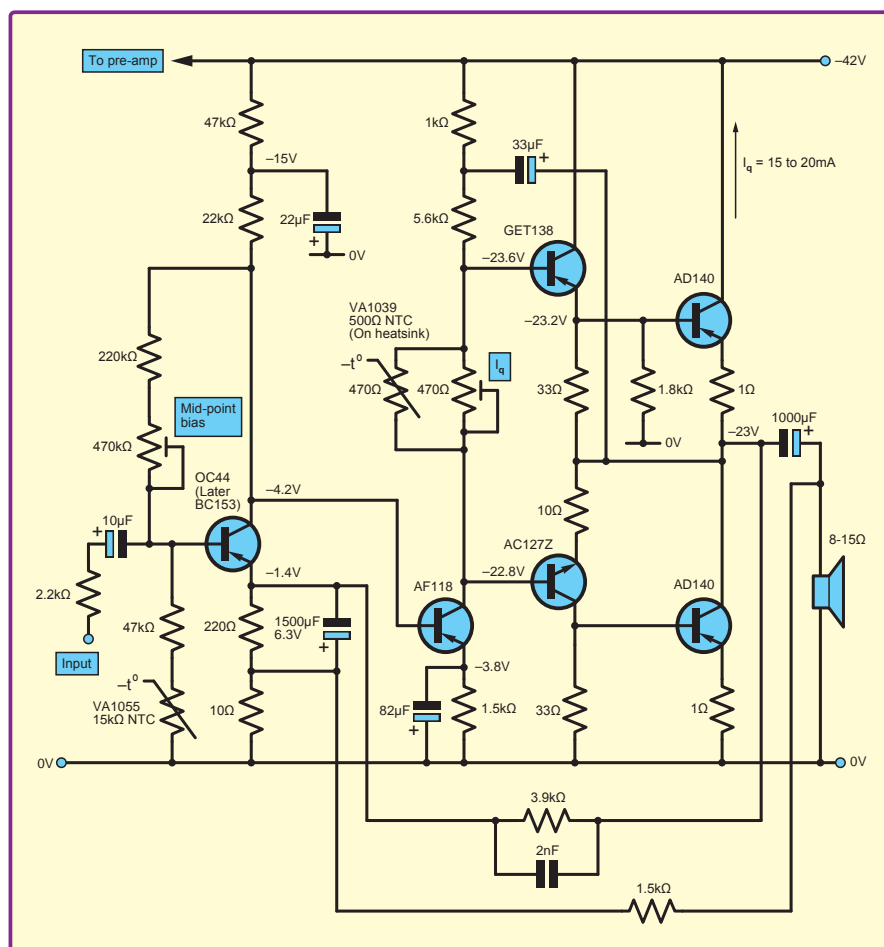 To pre-amp
–42V
47kΩ
1kΩ
33µF
+
Iq = 15 to 20mA
–15V
22kΩ
22µF
+
0V
5.6kΩ
GET138
–23.6V
AD140
VA1039
500Ω NTC
(On heatsink)
–23.2V
220kΩ
–t°
470Ω
470Ω
Iq
33Ω
1.8kΩ
1Ω
0V
1000µF
+
–23V
Mid-point
bias
470kΩ
OC44
(Later
BC153)
–4.2V
10Ω
8-15Ω
+
10µF
AC127Z
AD140
–1.4V
AF118
–22.8V
2.2kΩ
Input
47kΩ
220Ω
1500µF
6.3V
+
–3.8V
–t°
VA1055
15kΩ NTC
10Ω
82µF
+
1.5kΩ
33Ω
1Ω
0V
0V
3.9kΩ
2nF
1.5kΩ